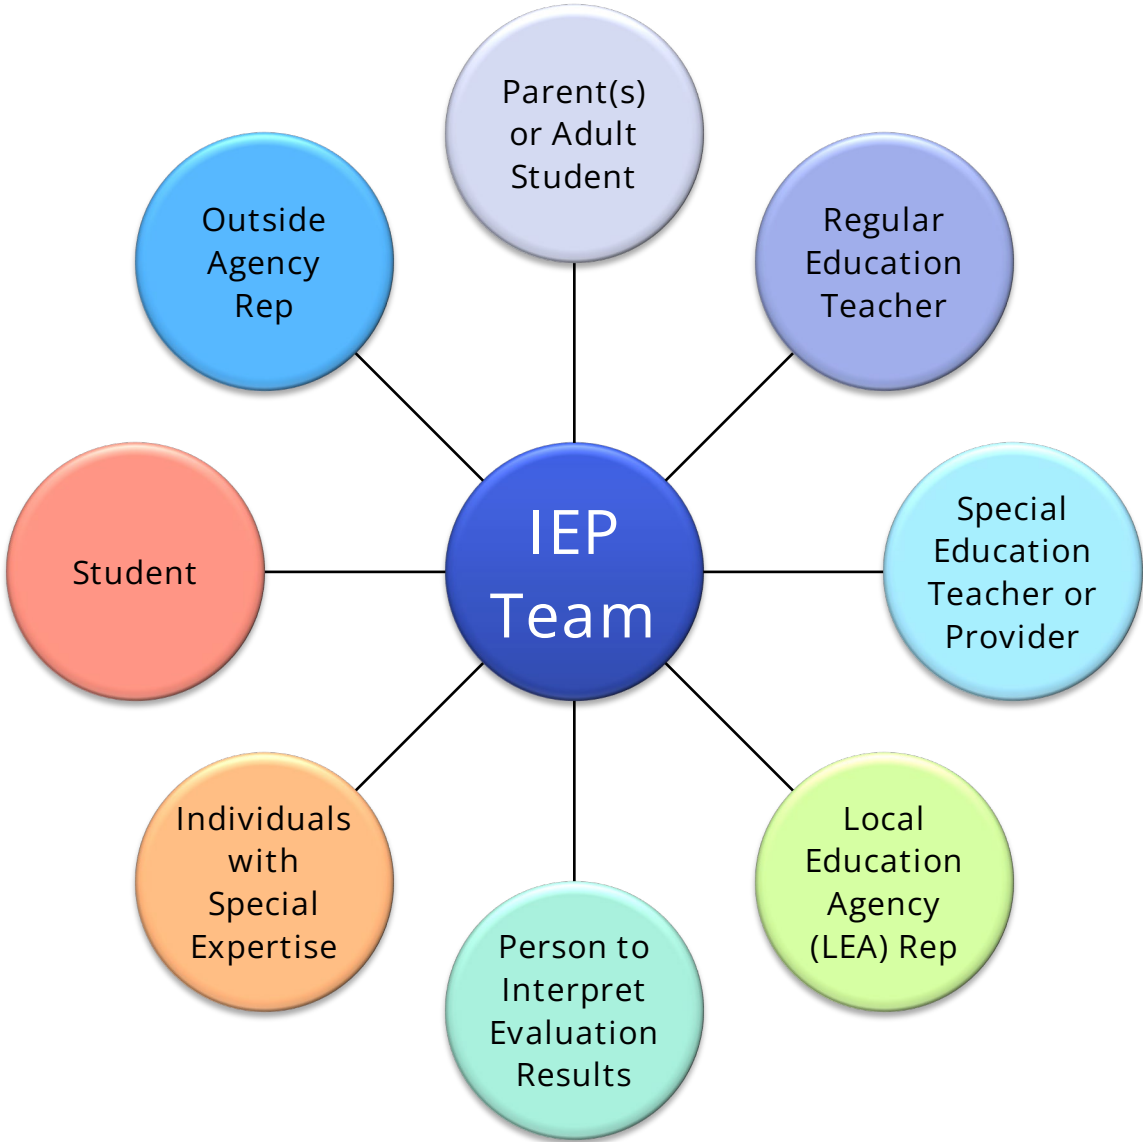 Parent(s)
or Adult
Student
Regular
Education
Teacher
Special
Education
Teacher or
Provider
Local
Education
Agency
(LEA) Rep
Person to
Interpret
Evaluation
Results
Individuals
with
Special
Expertise
Student
Outside
Agency
Rep
IEP
Team